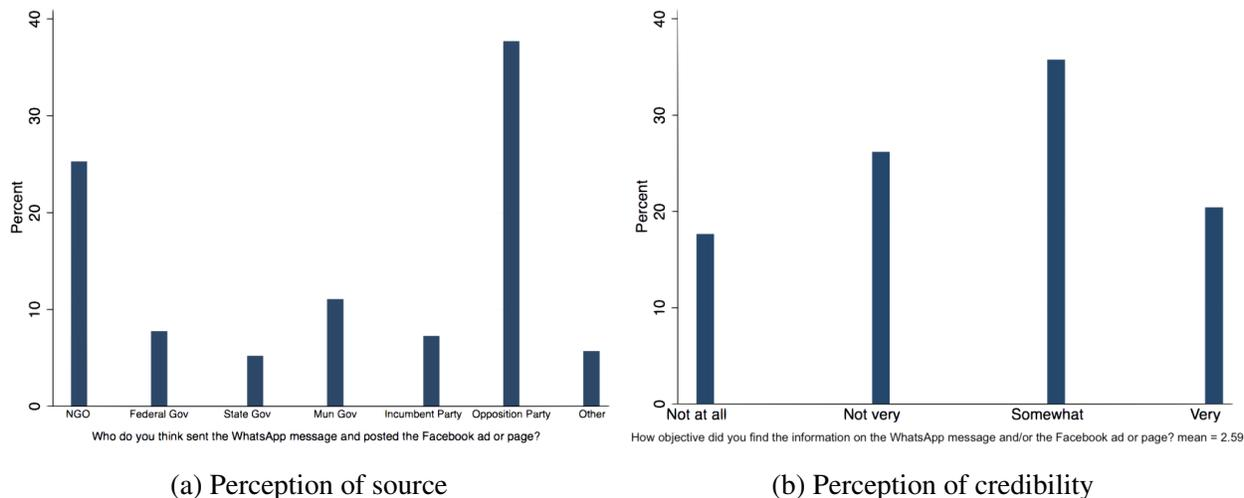 40
30
20
10
0
Percent
NGO Federal Gov State Gov Mun Gov Incumbent Party Opposition Party Other
Who do you think sent the WhatsApp message and posted the Facebook ad or page?
(a) Perception of source
40
30
20
10
0
Percent
Not at all Not very Somewhat Very
How objective did you find the information on the WhatsApp message and/or the Facebook ad or page? mean = 2.59
(b) Perception of credibility